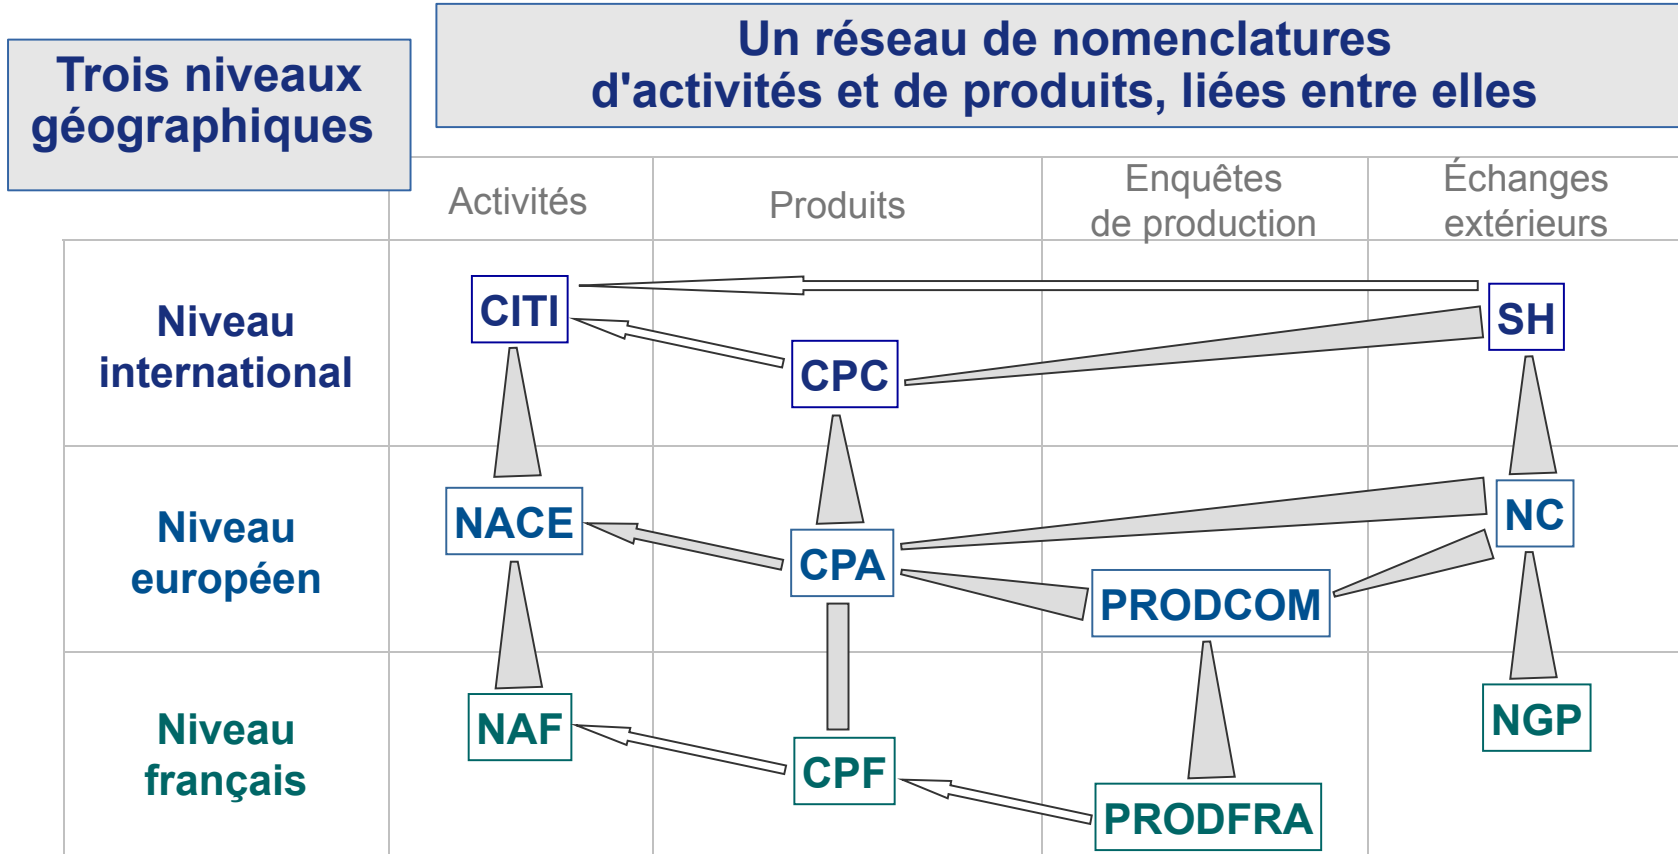 Trois niveaux
géographiques
Un réseau de nomenclatures
d'activités et de produits, liées entre elles
Activités
Produits
Enquêtes
de production
Échanges
extérieurs
Niveau
international
CITI
CPC
SH
Niveau
européen
NACE
CPA
PRODCOM
NC
Niveau
français
NAF
CPF
PRODFRA
NGP